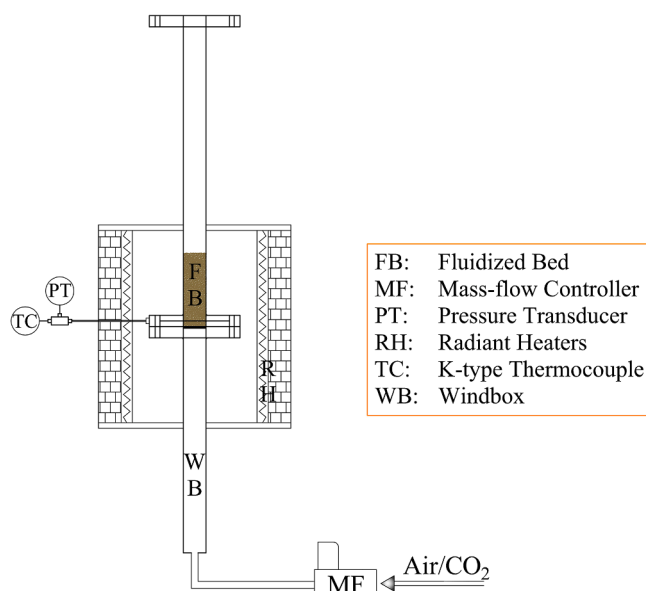 F
B
PT
TC
R
H
W
B
MF
Air/CO₂
FB: Fluidized Bed
MF: Mass-flow Controller
PT: Pressure Transducer
RH: Radiant Heaters
TC: K-type Thermocouple
WB: Windbox